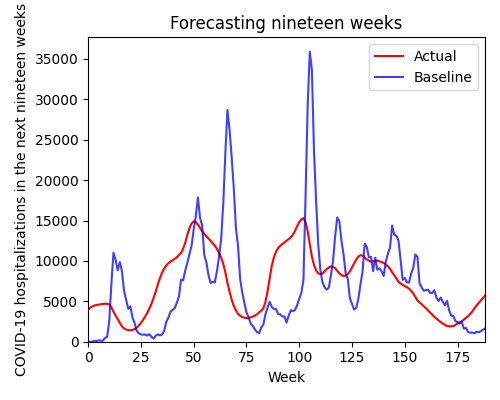 Forecasting nineteen weeks
COVID-19 hospitalizations in the next nineteen weeks
35000
30000
25000
20000
15000
10000
5000
0
0 25 50 75 100 125 150 175
Week
Actual
Baseline